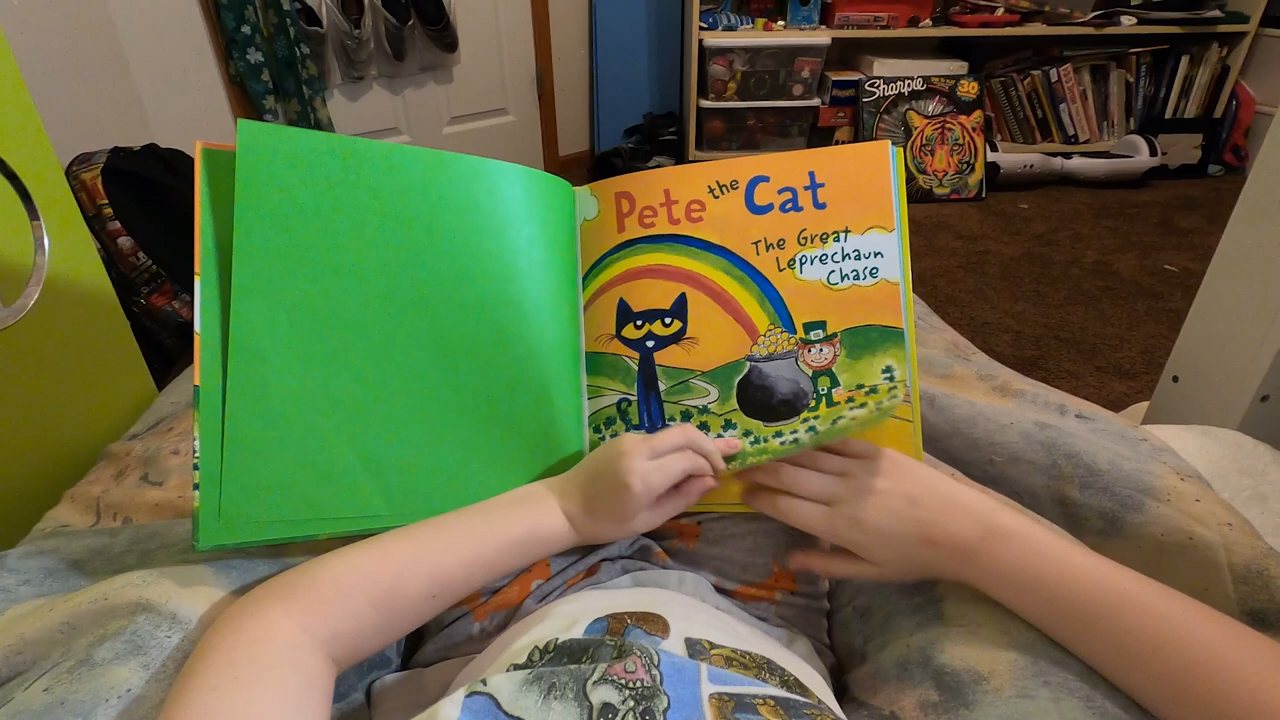 Pete the Cat
The Great
Leprechaun
Chase
Sharpie
30